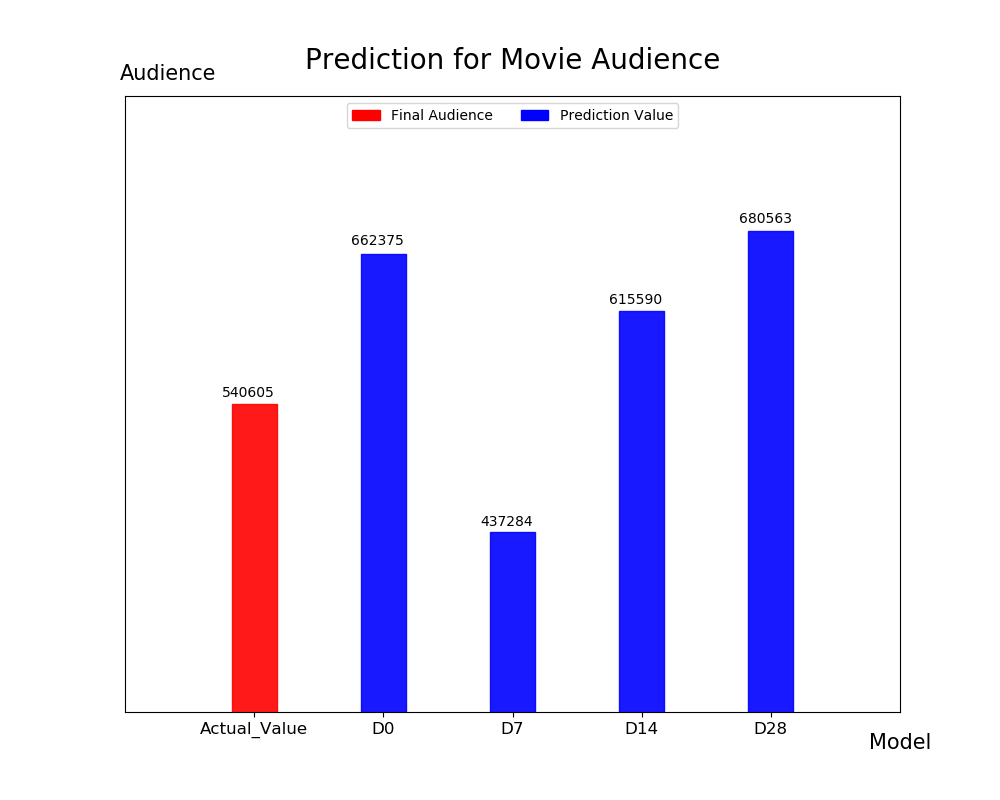 Prediction for Movie Audience
Audience
Final Audience Prediction Value
680563
662375
615590
540605
437284
Actual_Value D0 D7 D14 D28
Model